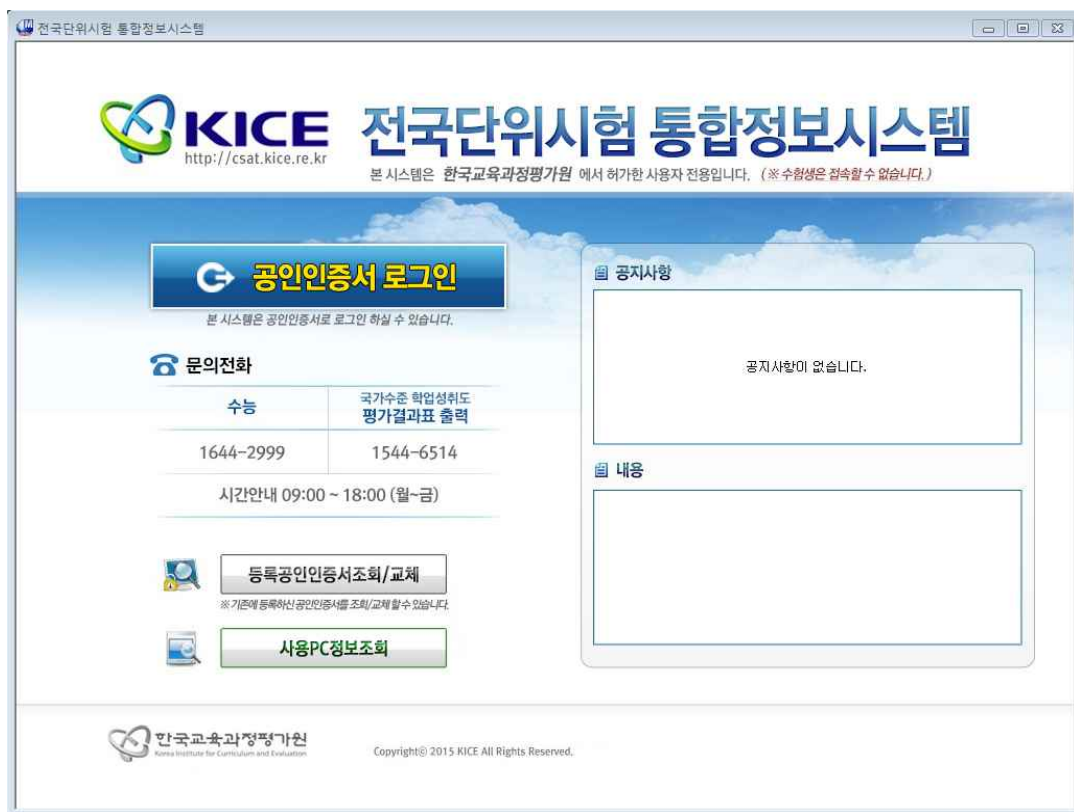 전국단위시험 통합정보시스템
KICE
http://csat.kice.re.kr
전국단위시험 통합정보시스템
본 시스템은 한국교육과정평가원 에서 허가한 사용자 전용입니다. (※ 수험생은 접속할 수 없습니다.)
공인인증서 로그인
본 시스템은 공인인증서로 로그인 하실 수 있습니다.
문의전화
수능
국가수준 학업성취도
평가결과표 출력
1644-2999
1544-6514
시간안내 09:00 ~ 18:00 (월~금)
등록공인인증서조회/교체
※ 기존에 등록하신 공인인증서를 조회/교체 할 수 있습니다.
사용PC정보조회
공지사항
공지사항이 없습니다.
내용
한국교육과정평가원
Korea Institute for Curriculum and Evaluation
Copyright© 2015 KICE All Rights Reserved.